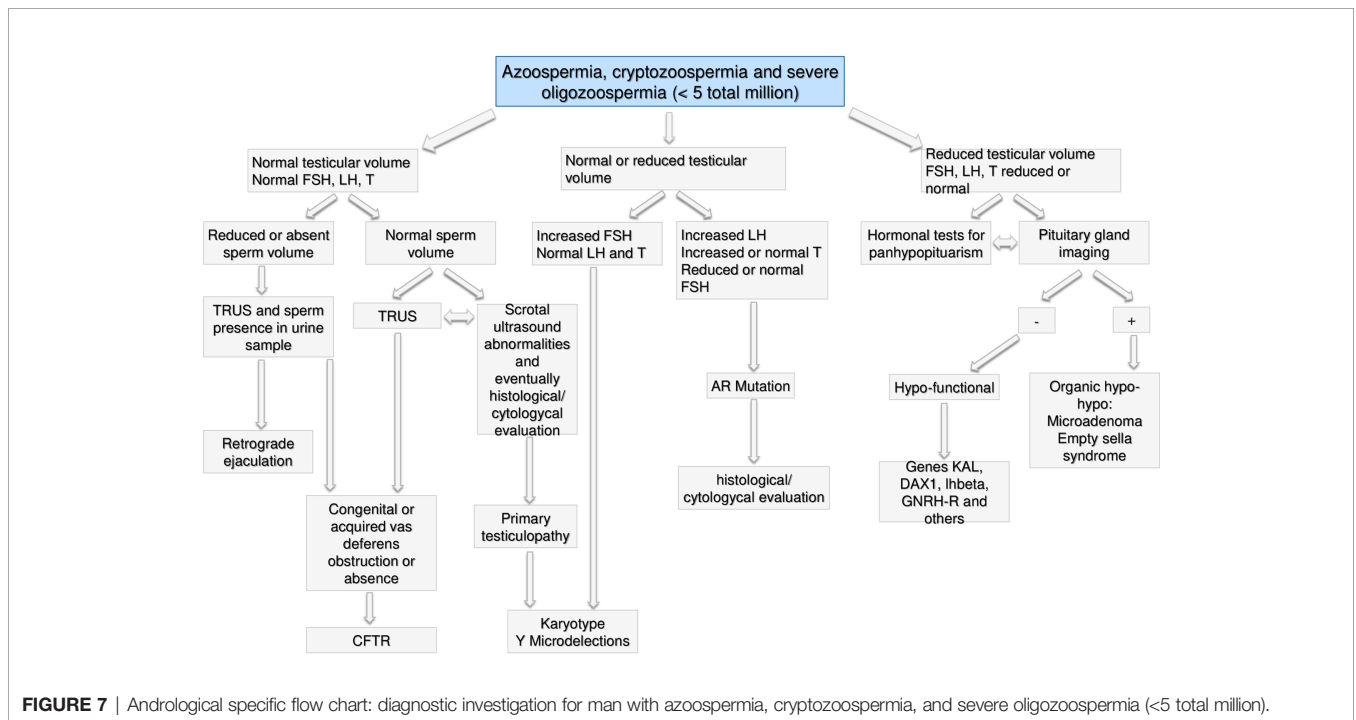 Azoospermia, cryptozoospermia and severe
oligozoospermia (< 5 total million)
Normal testicular volume
Normal FSH, LH, T
Normal or reduced testicular
volume
Reduced testicular volume
FSH, LH, T reduced or
normal
Reduced or absent
sperm volume
Normal sperm
volume
Increased FSH
Normal LH and T
Increased LH
Increased or normal T
Reduced or normal
FSH
Hormonal tests for
panhypopituarism
Pituitary gland
imaging
TRUS and sperm
presence in urine
sample
TRUS
Scrotal
ultrasound
abnormalities
and
eventually
histological/
cytologycal
evaluation
-
+
AR Mutation
Hypo-functional
Organic hypo-
hypo:
Microadenoma
Empty sella
syndrome
Retrograde
ejaculation
histological/
cytologycal evaluation
Genes KAL,
DAX1, lhbeta,
GNRH-R and
others
Congenital or
acquired vas
deferens
obstruction or
absence
Primary
testiculopathy
CFTR
Karyotype
Y Microdelections
FIGURE 7 | Andrological specific flow chart: diagnostic investigation for man with azoospermia, cryptozoospermia, and severe oligozoospermia (<5 total million).